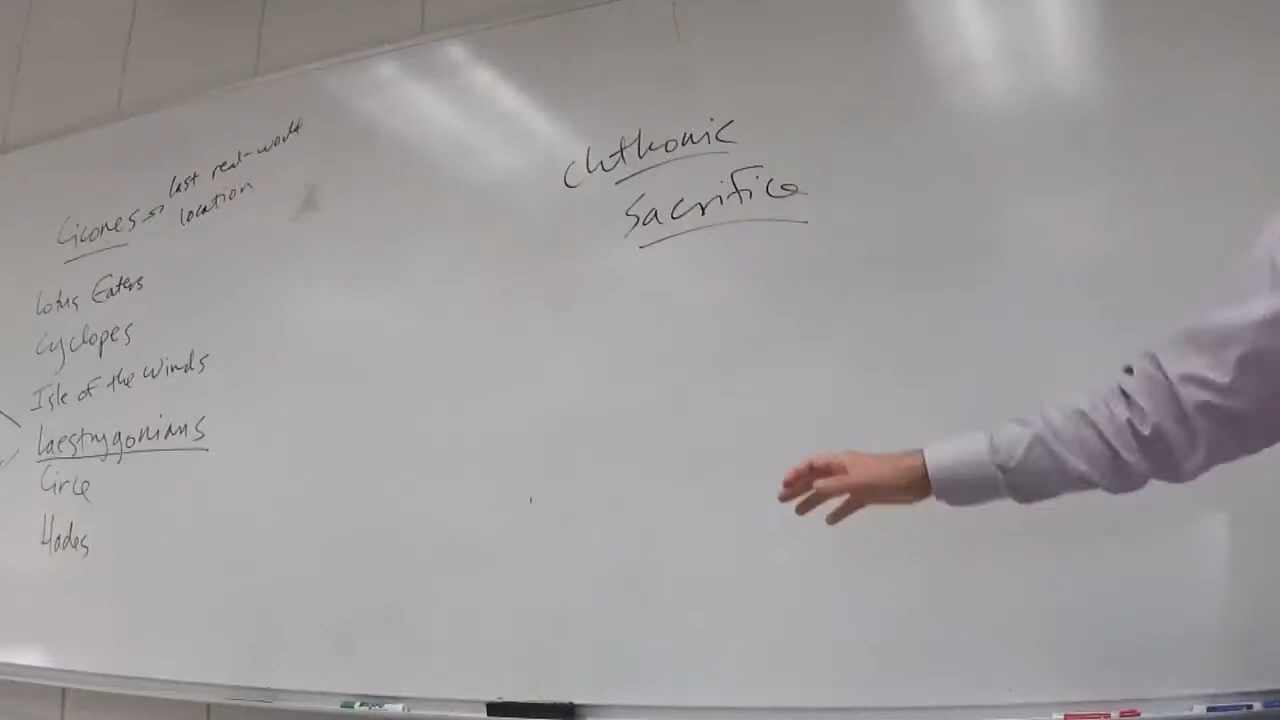 Cicones → last real-world
location
Lotus Eaters
Cyclopes
Isle of the Winds
Laestrygonians
Circe
Hades
Chthonic
Sacrifice